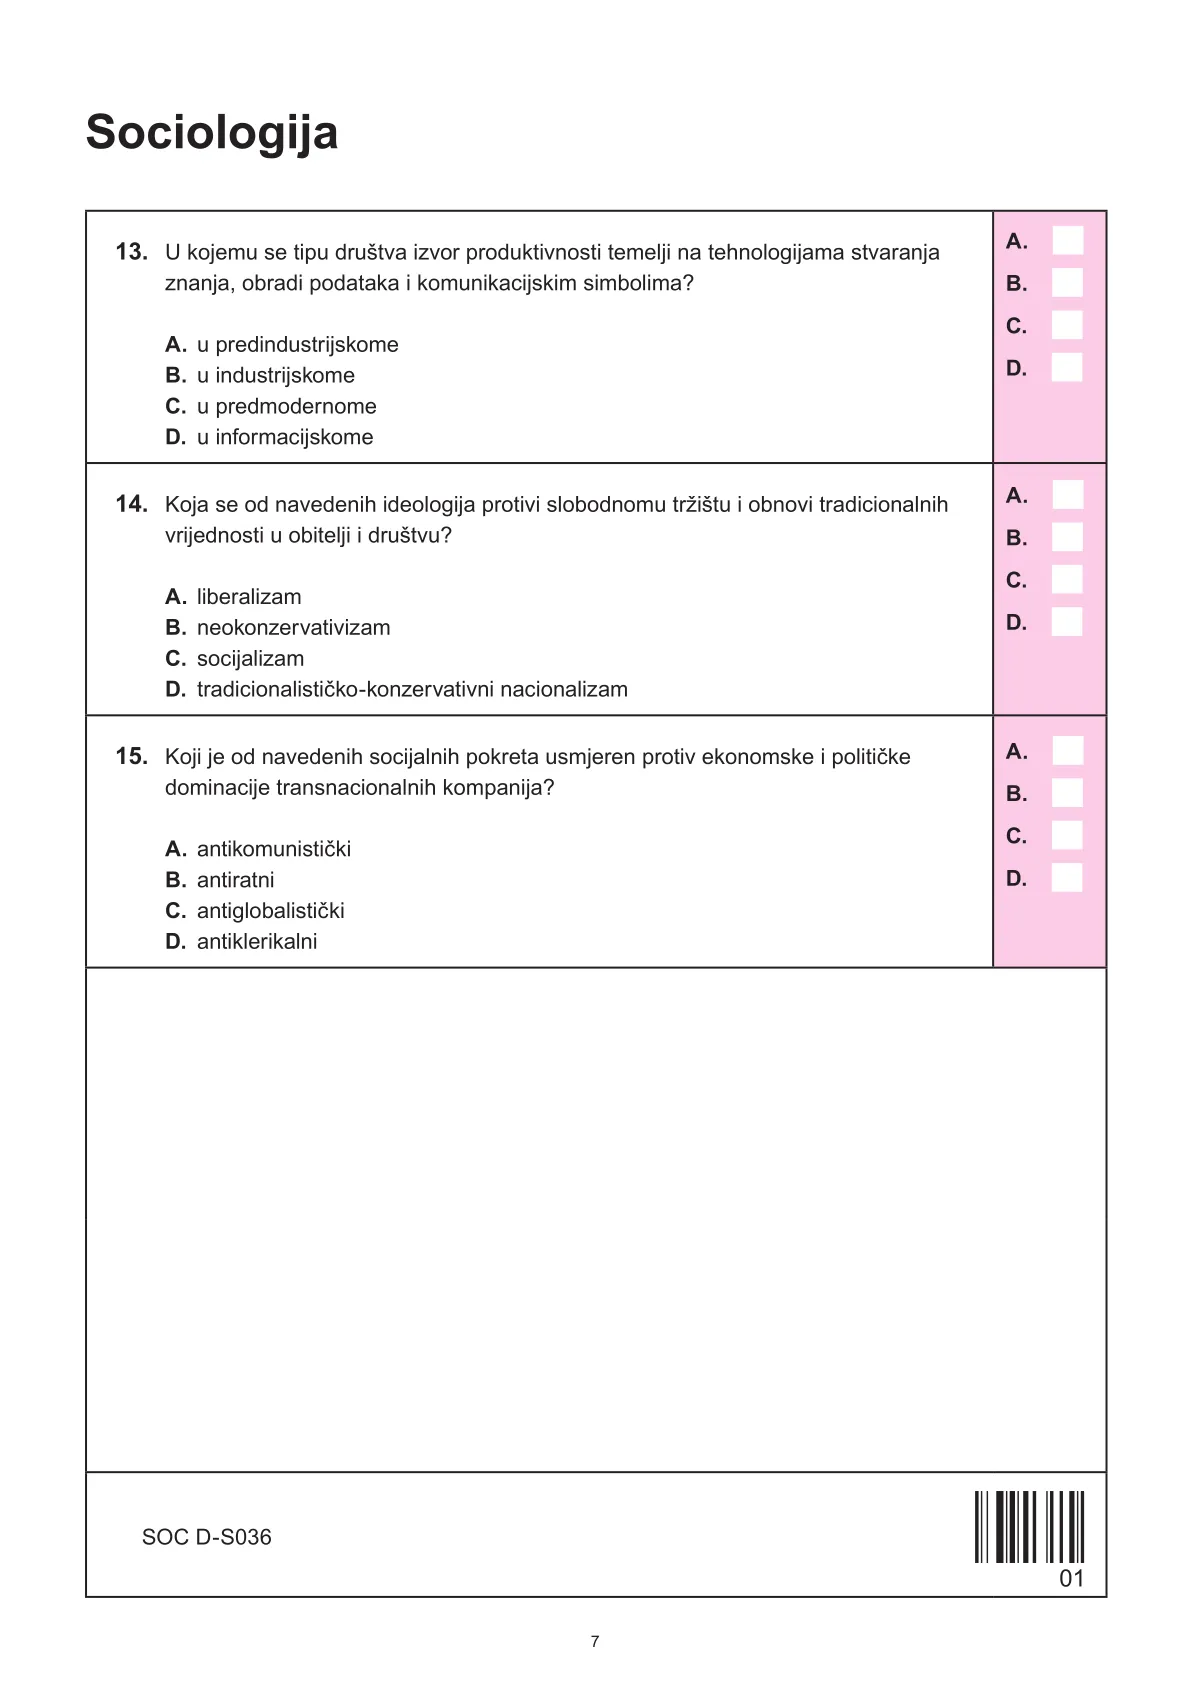 Sociologija
13. U kojemu se tipu društva izvor produktivnosti temelji na tehnologijama stvaranja
znanja, obradi podataka i komunikacijskim simbolima?
A. u predindustrijskome
B. u industrijskome
C. u predmodernome
D. u informacijskome
A.
B.
C.
D.
14. Koja se od navedenih ideologija protivi slobodnomu tržištu i obnovi tradicionalnih
vrijednosti u obitelji i društvu?
A. liberalizam
B. neokonzervativizam
C. socijalizam
D. tradicionalističko-konzervativni nacionalizam
A.
B.
C.
D.
15. Koji je od navedenih socijalnih pokreta usmjeren protiv ekonomske i političke
dominacije transnacionalnih kompanija?
A. antikomunistički
B. antiratni
C. antiglobalistički
D. antiklerikalni
A.
B.
C.
D.
SOC D-S036
01
7